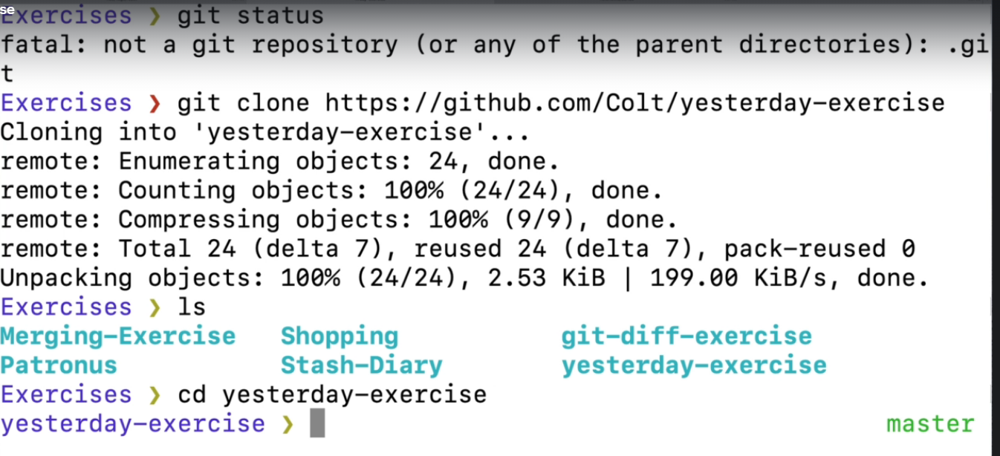 se
Exercises ❯ git status
fatal: not a git repository (or any of the parent directories): .gi
t
Exercises ❯ git clone https://github.com/Colt/yesterday-exercise
Cloning into 'yesterday-exercise'...
remote: Enumerating objects: 24, done.
remote: Counting objects: 100% (24/24), done.
remote: Compressing objects: 100% (9/9), done.
remote: Total 24 (delta 7), reused 24 (delta 7), pack-reused 0
Unpacking objects: 100% (24/24), 2.53 KiB | 199.00 KiB/s, done.
Exercises ❯ ls
Merging-Exercise Shopping git-diff-exercise
Patronus Stash-Diary yesterday-exercise
Exercises ❯ cd yesterday-exercise
yesterday-exercise ❯ master